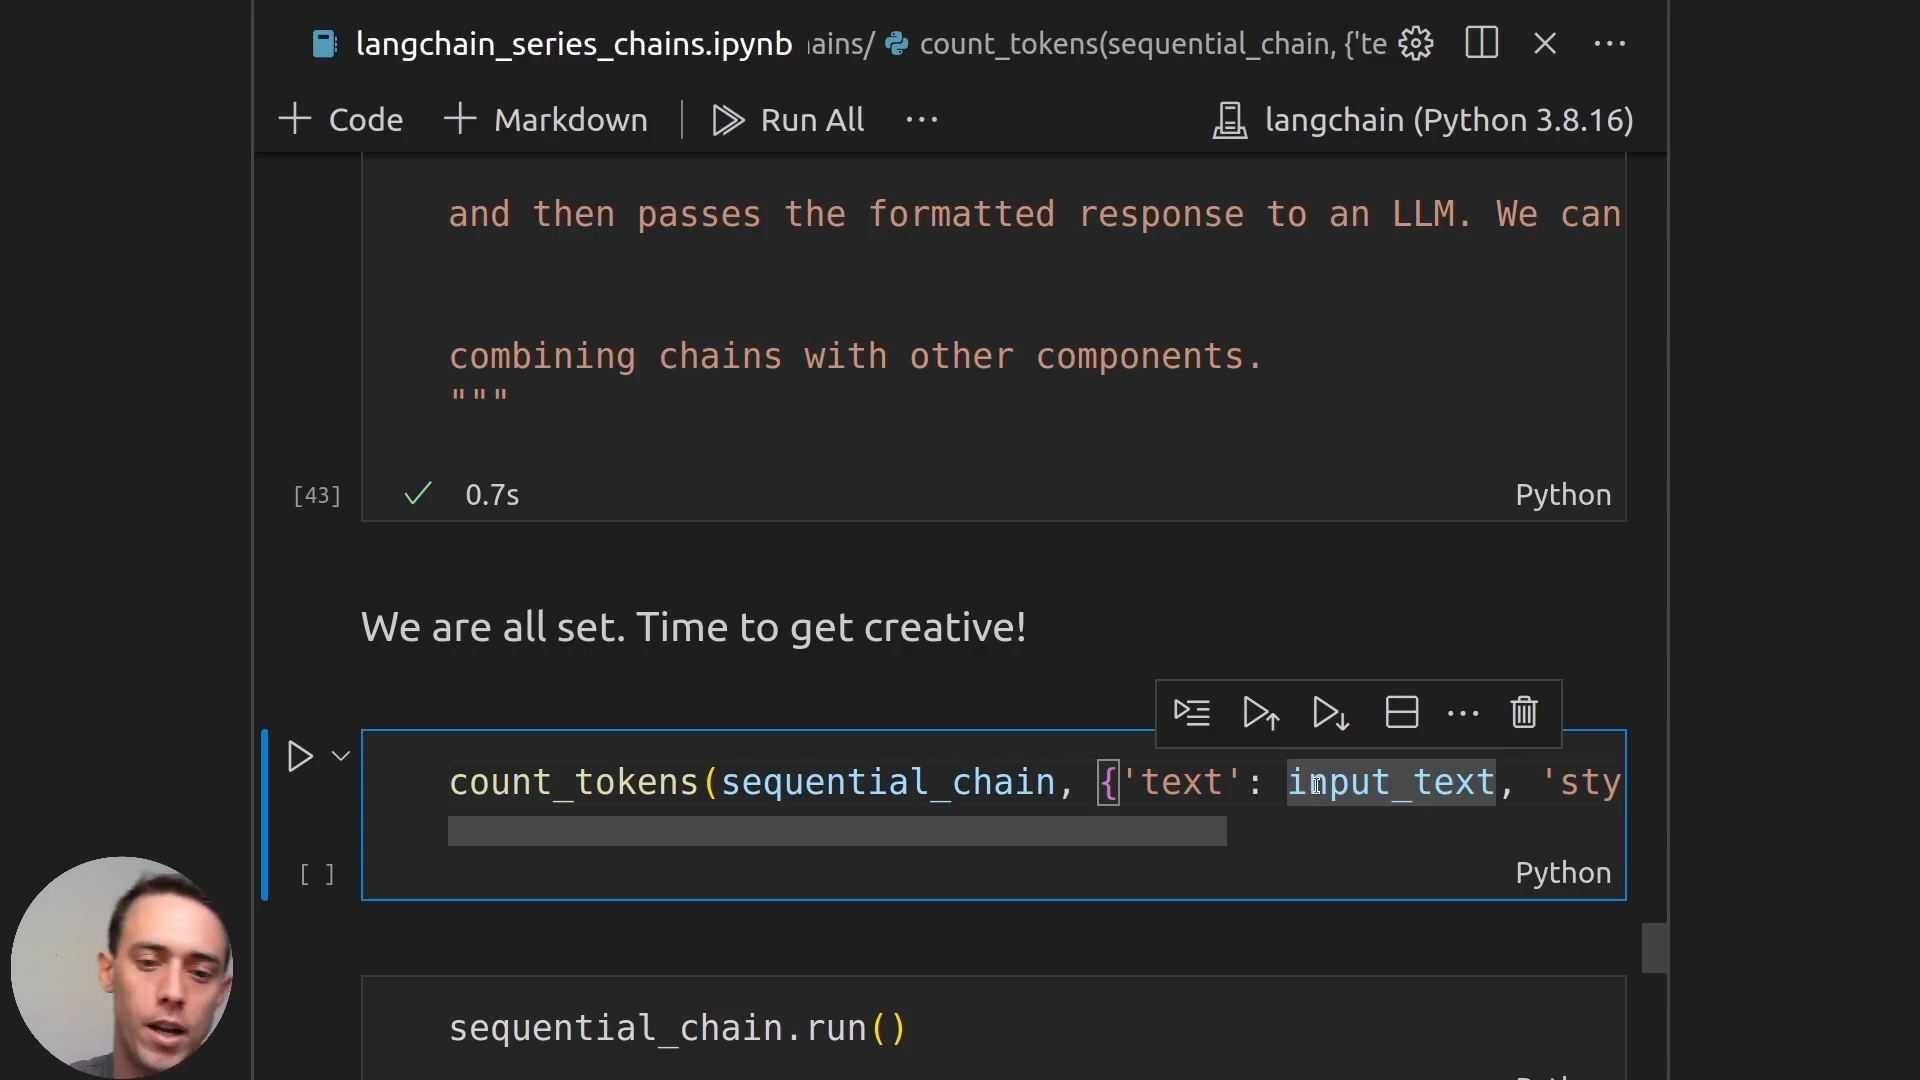 langchain_series_chains.ipynb ains/ count_tokens(sequential_chain, {'te
Code Markdown Run All ... langchain (Python 3.8.16)
and then passes the formatted response to an LLM. We can
combining chains with other components.
"""
[43] 0.7s Python
We are all set. Time to get creative!
count_tokens(sequential_chain, {'text': input_text, 'sty
[ ] Python
sequential_chain.run()